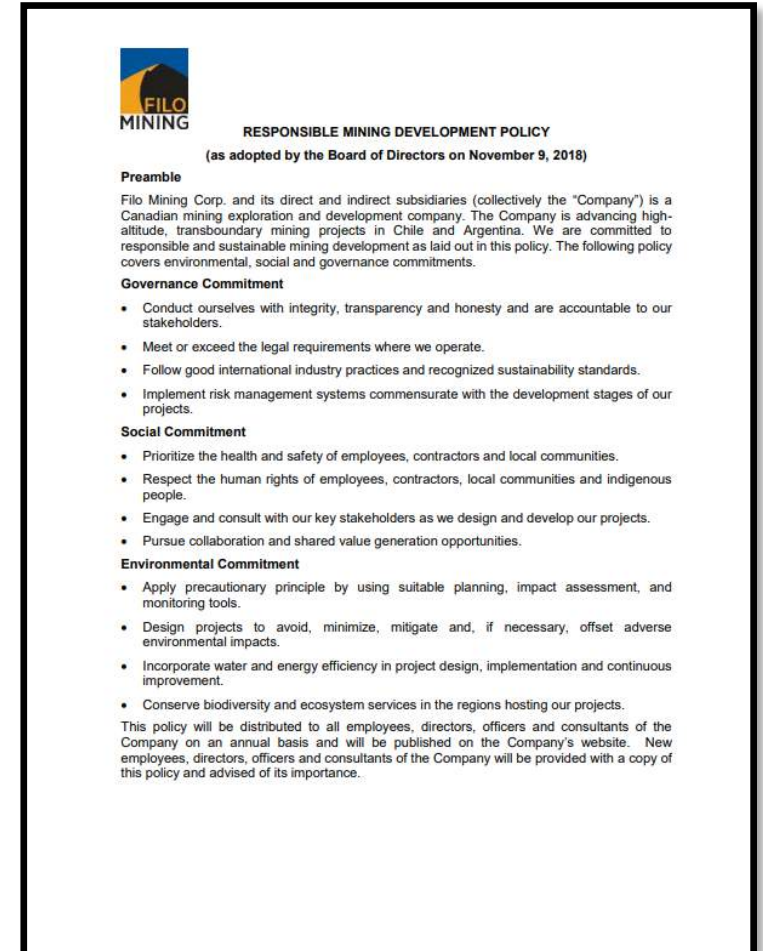 FILO
MINING
RESPONSIBLE MINING DEVELOPMENT POLICY
(as adopted by the Board of Directors on November 9, 2018)
Preamble
Filo Mining Corp. and its direct and indirect subsidiaries (collectively the “Company”) is a
Canadian mining exploration and development company. The Company is advancing high-
altitude, transboundary mining projects in Chile and Argentina. We are committed to
responsible and sustainable mining development as laid out in this policy. The following policy
covers environmental, social and governance commitments.
Governance Commitment
• Conduct ourselves with integrity, transparency and honesty and are accountable to our
stakeholders.
• Meet or exceed the legal requirements where we operate.
• Follow good international industry practices and recognized sustainability standards.
• Implement risk management systems commensurate with the development stages of our
projects.
Social Commitment
• Prioritize the health and safety of employees, contractors and local communities.
• Respect the human rights of employees, contractors, local communities and indigenous
people.
• Engage and consult with our key stakeholders as we design and develop our projects.
• Pursue collaboration and shared value generation opportunities.
Environmental Commitment
• Apply precautionary principle by using suitable planning, impact assessment, and
monitoring tools.
• Design projects to avoid, minimize, mitigate and, if necessary, offset adverse
environmental impacts.
• Incorporate water and energy efficiency in project design, implementation and continuous
improvement.
• Conserve biodiversity and ecosystem services in the regions hosting our projects.
This policy will be distributed to all employees, directors, officers and consultants of the
Company on an annual basis and will be published on the Company’s website. New
employees, directors, officers and consultants of the Company will be provided with a copy of
this policy and advised of its importance.